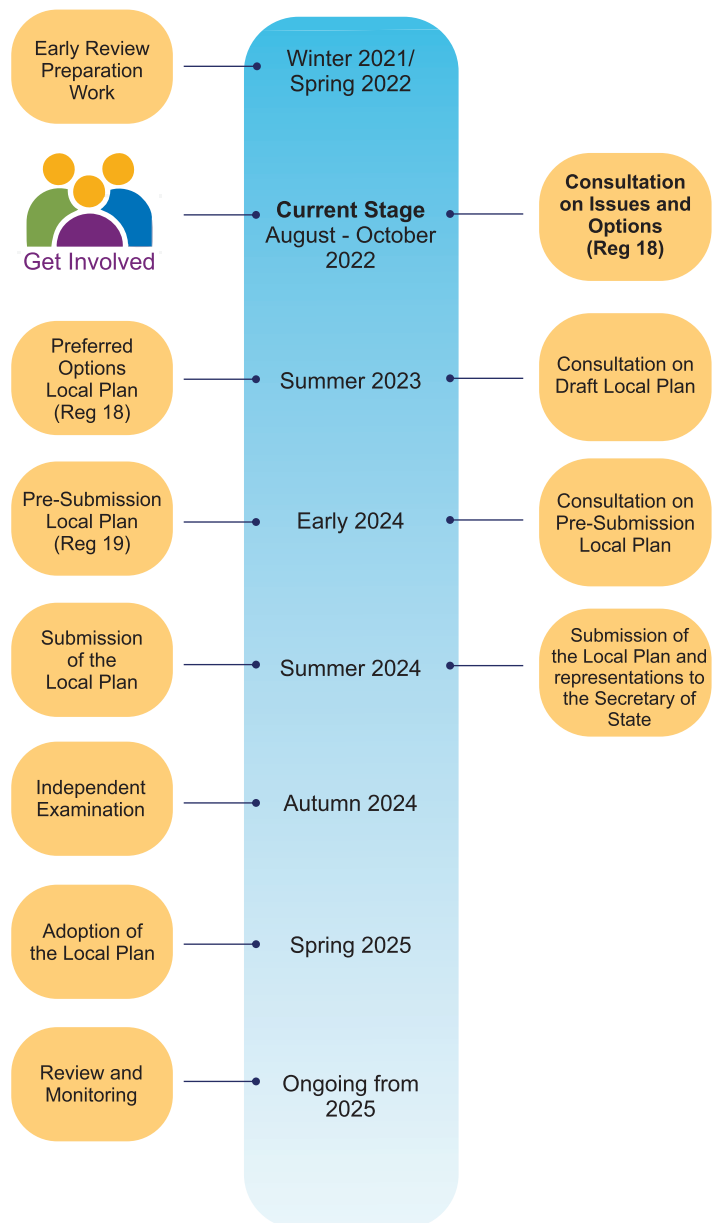 Early Review
Preparation
Work
Winter 2021/
Spring 2022
Get Involved
Current Stage
August - October
2022
Consultation
on Issues and
Options
(Reg 18)
Preferred
Options
Local Plan
(Reg 18)
Summer 2023
Consultation on
Draft Local Plan
Pre-Submission
Local Plan
(Reg 19)
Early 2024
Consultation on
Pre-Submission
Local Plan
Submission
of the
Local Plan
Summer 2024
Submission of
the Local Plan and
representations to
the Secretary of
State
Independent
Examination
Autumn 2024
Adoption of
the Local Plan
Spring 2025
Review and
Monitoring
Ongoing from
2025